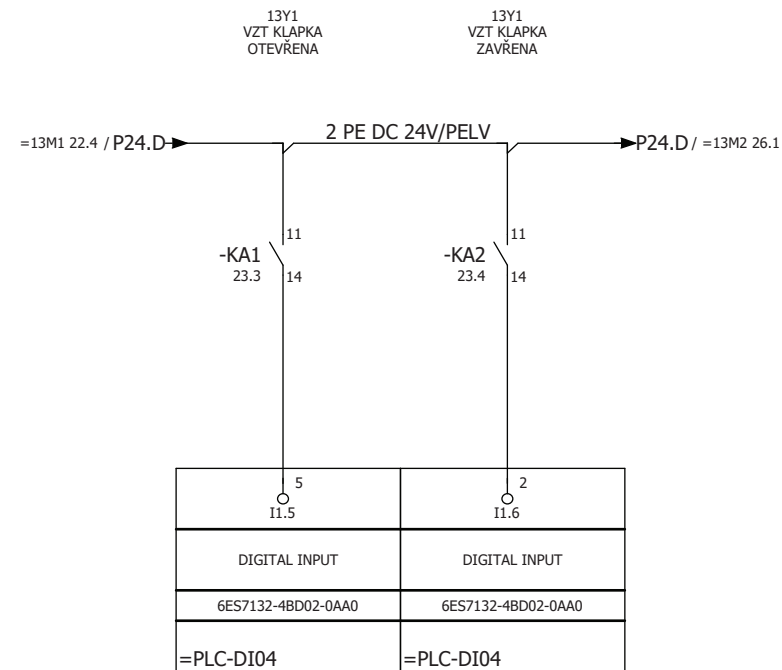 13Y1
VZT KLAPKA
OTEVŘENA
13Y1
VZT KLAPKA
ZAVŘENA
=13M1 22.4 / P24.D
2 PE DC 24V/PELV
P24.D / =13M2 26.1
-KA1
23.3
11
14
-KA2
23.4
11
14
5
I1.5
2
I1.6
DIGITAL INPUT
DIGITAL INPUT
6ES7132-4BD02-0AA0
6ES7132-4BD02-0AA0
=PLC-DI04
=PLC-DI04